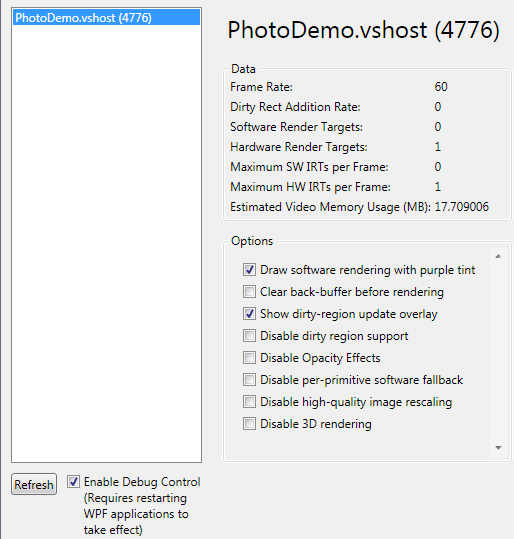 PhotoDemo.vshost (4776)
PhotoDemo.vshost (4776)
Data
Frame Rate: 60
Dirty Rect Addition Rate: 0
Software Render Targets: 0
Hardware Render Targets: 1
Maximum SW IRTs per Frame: 0
Maximum HW IRTs per Frame: 1
Estimated Video Memory Usage (MB): 17.709006
Options
Draw software rendering with purple tint
Clear back-buffer before rendering
Show dirty-region update overlay
Disable dirty region support
Disable Opacity Effects
Disable per-primitive software fallback
Disable high-quality image rescaling
Disable 3D rendering
Refresh
Enable Debug Control
(Requires restarting
WPF applications to
take effect)